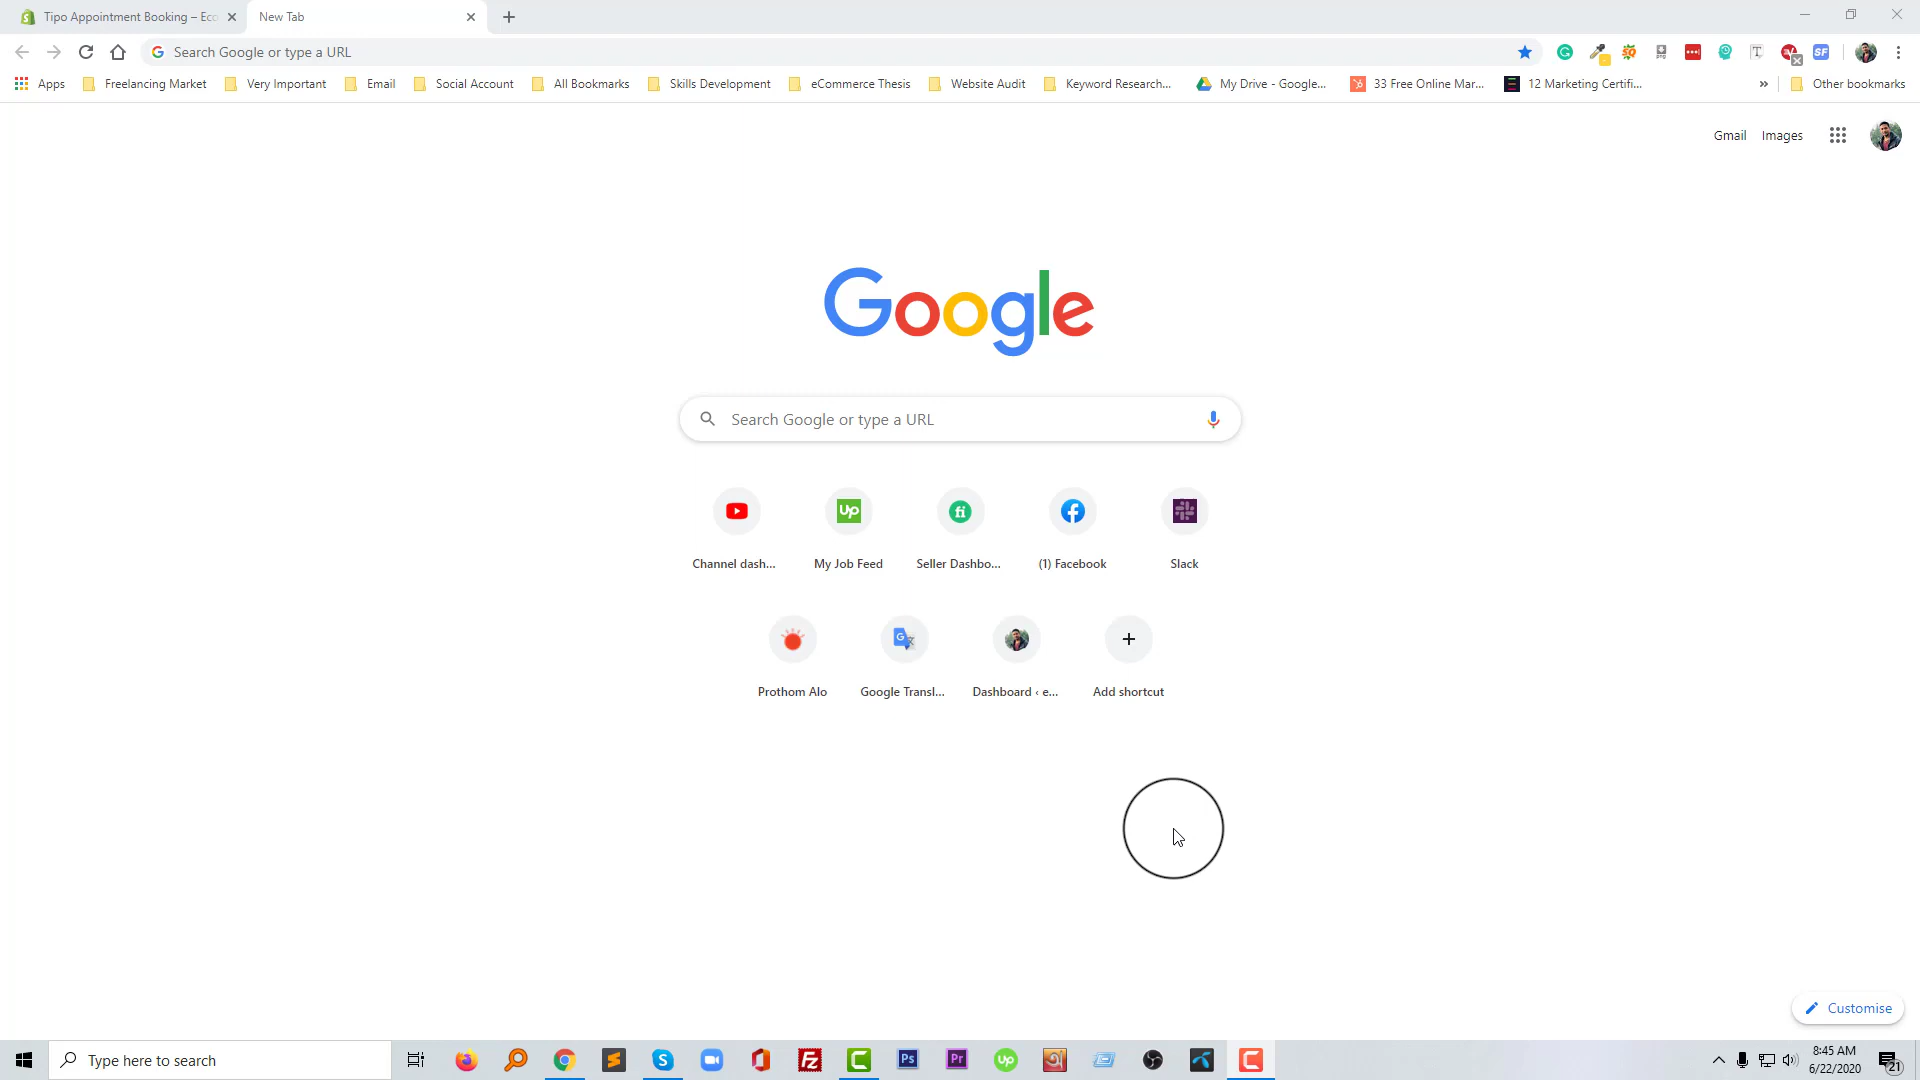 Tipo Appointment Booking – Eco
New Tab
Search Google or type a URL
Apps
Freelancing Market
Very Important
Email
Social Account
All Bookmarks
Skills Development
eCommerce Thesis
Website Audit
Keyword Research...
My Drive - Google...
33 Free Online Mar...
12 Marketing Certifi...
Other bookmarks
Gmail
Images
Google
Search Google or type a URL
Channel dash...
My Job Feed
Seller Dashbo...
(1) Facebook
Slack
Prothom Alo
Google Transl...
Dashboard ‹ e...
Add shortcut
Customise
Type here to search
8:45 AM
6/22/2020
21